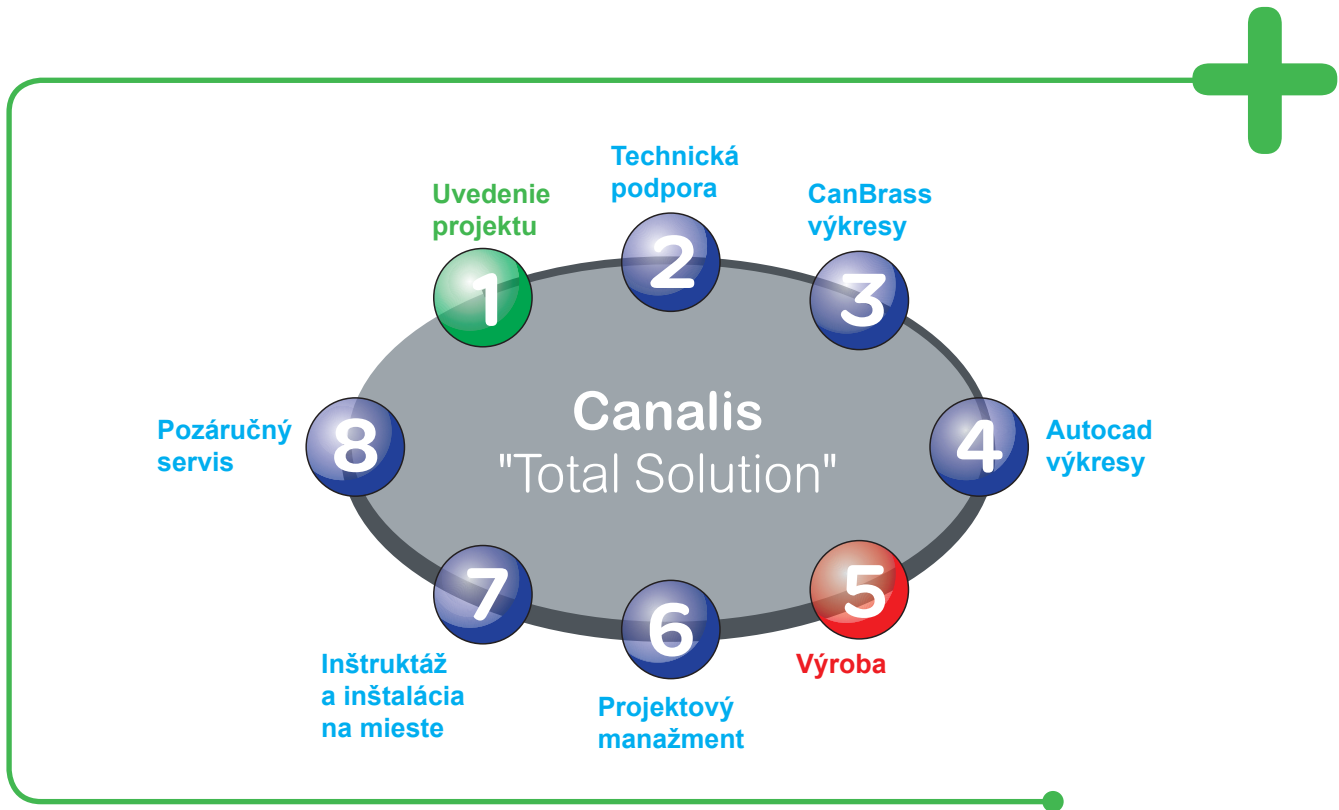 Uvedenie
projektu
1
Technická
podpora
2
CanBrass
výkresy
3
Autocad
výkresy
4
5
Výroba
6
Projektový
manažment
7
Inštruktáž
a inštalácia
na mieste
Pozáručný
servis
8
Canalis
"Total Solution"